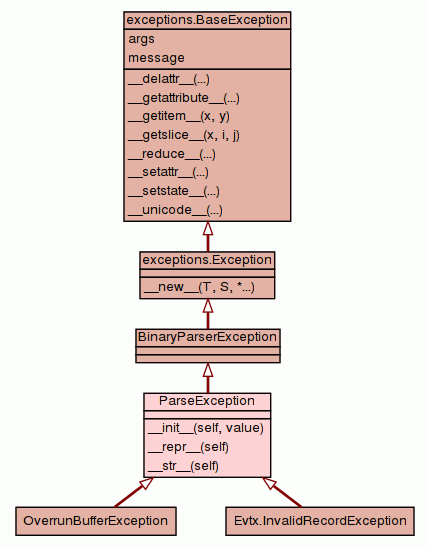 exceptions.BaseException
args
message
__delattr__(...)
__getattribute__(...)
__getitem__(x, y)
__getslice__(x, i, j)
__reduce__(...)
__setattr__(...)
__setstate__(...)
__unicode__(...)
exceptions.Exception
__new__(T, S, *...)
BinaryParserException
ParseException
__init__(self, value)
__repr__(self)
__str__(self)
OverrunBufferException
Evtx.InvalidRecordException